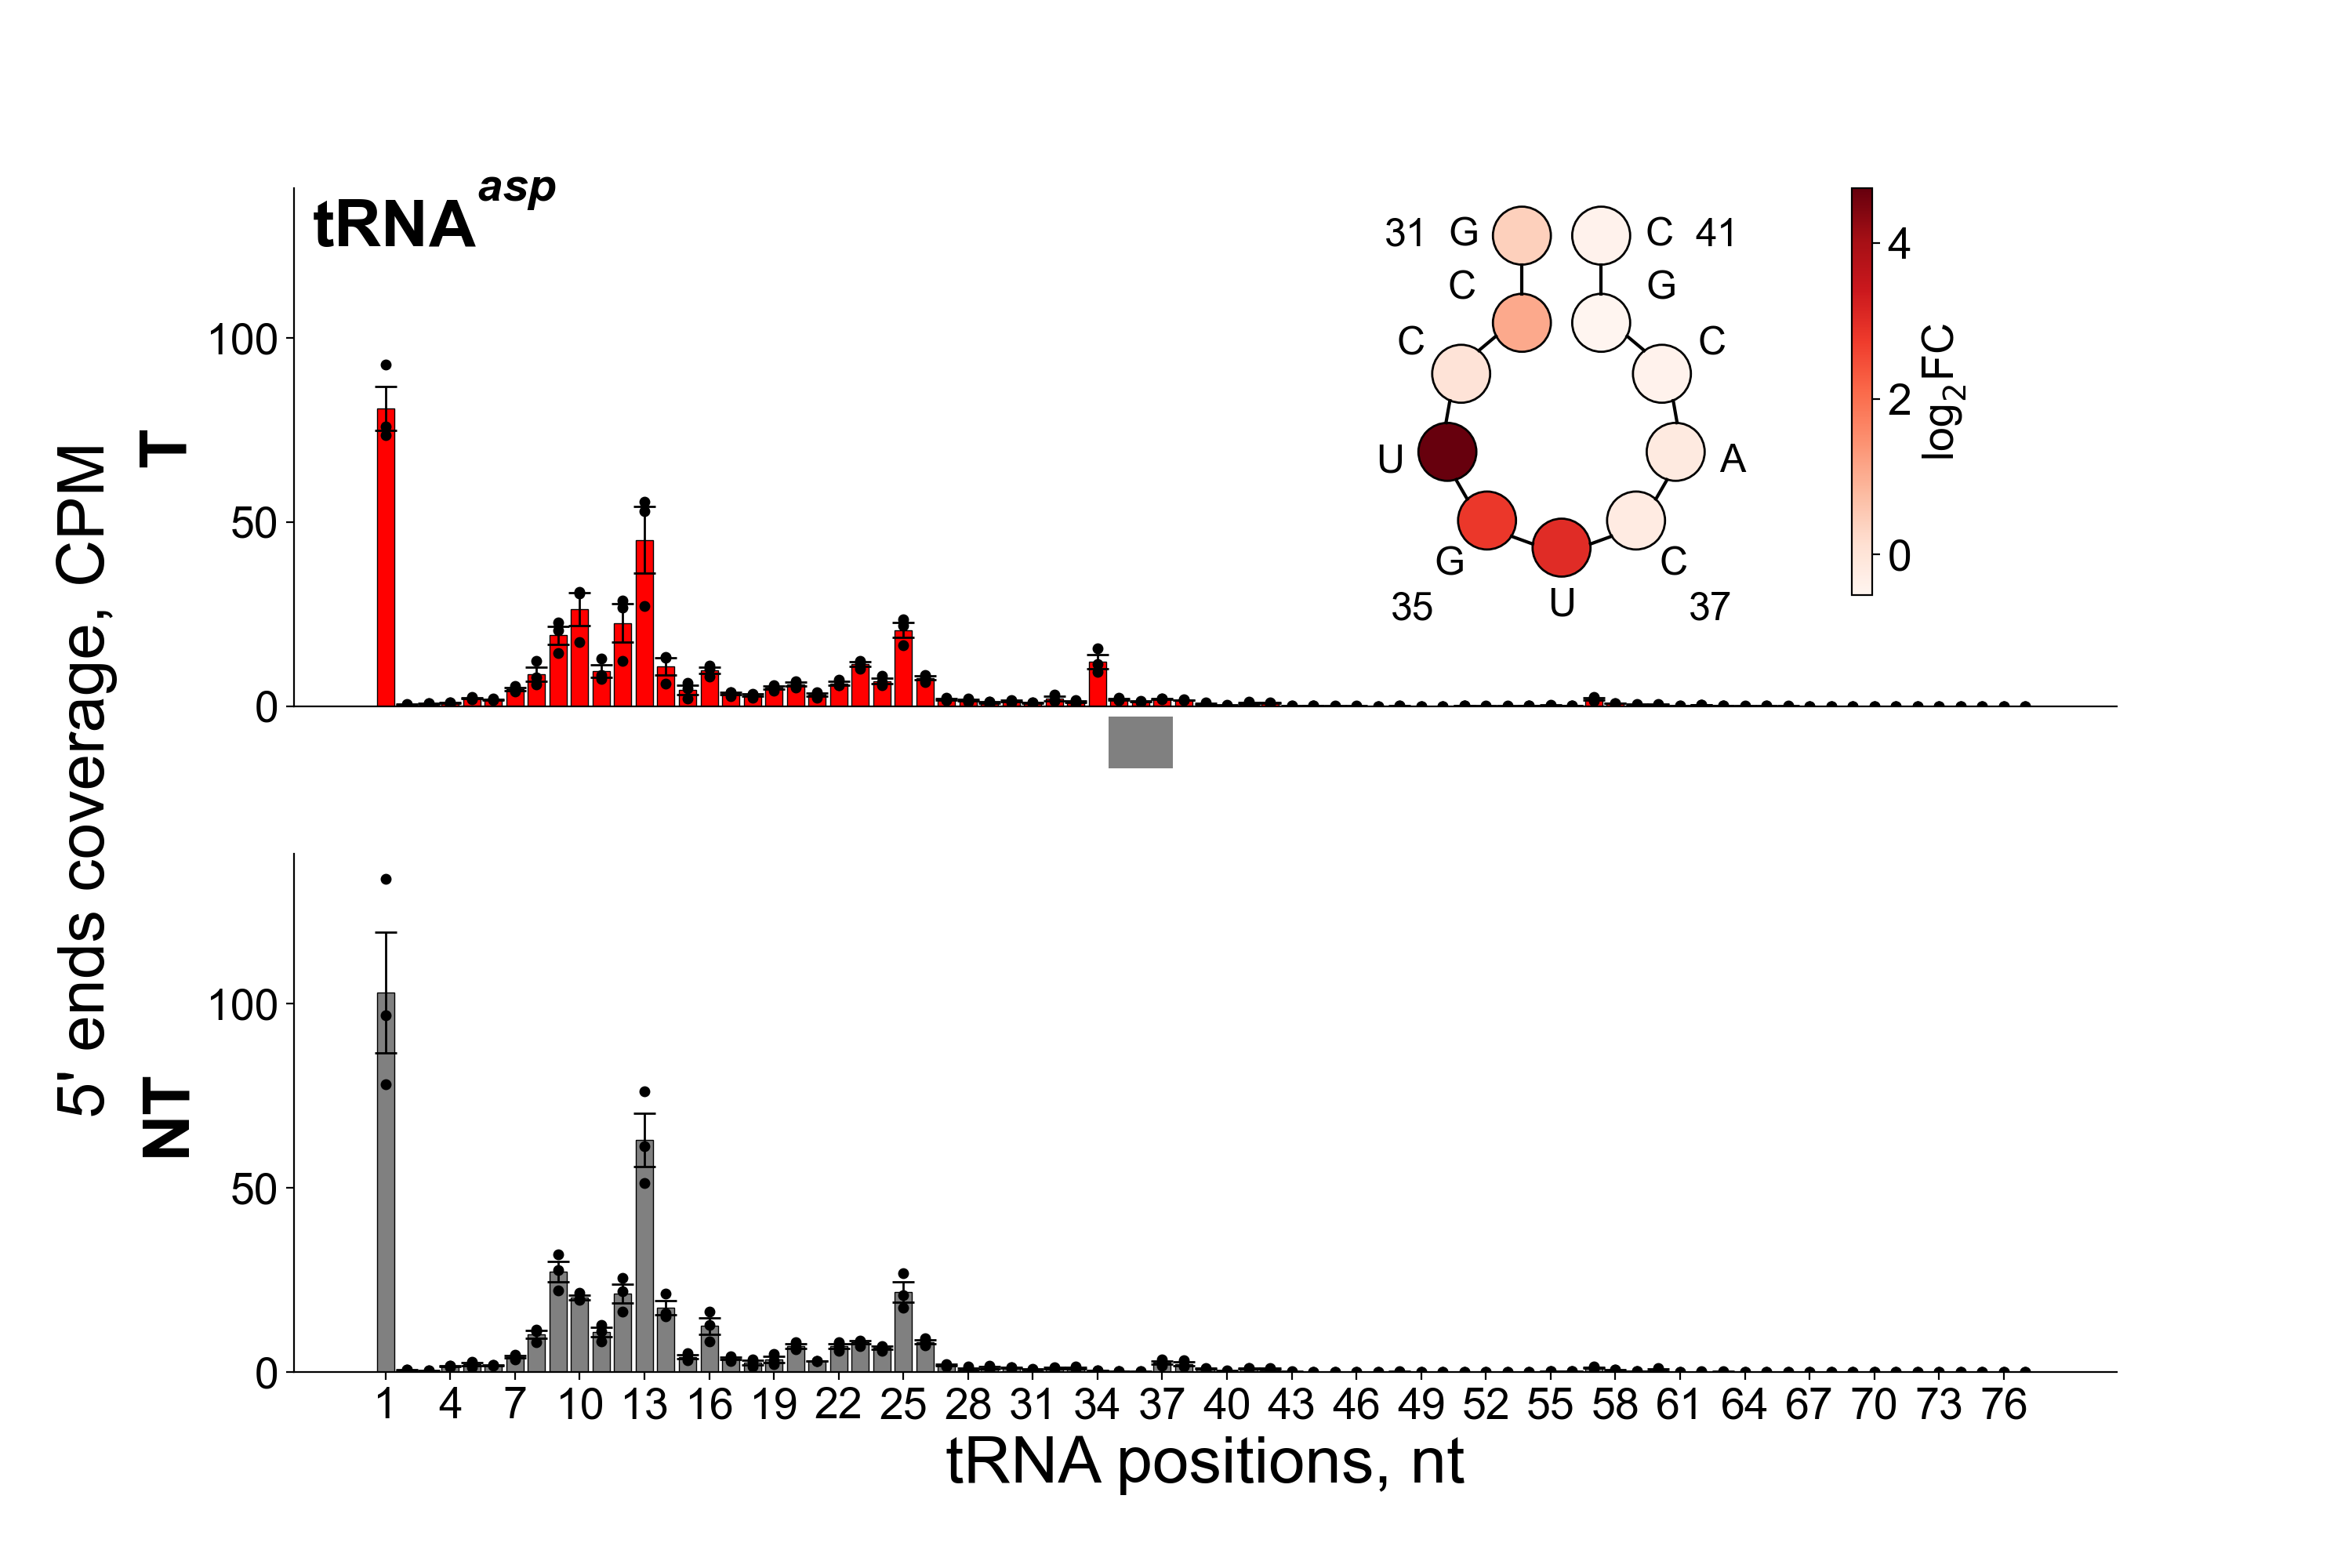 tRNA^asp
5' ends coverage, CPM
T
100
50
0
31 G C 41
C G
C C
U A
G C
35 U 37
4
2
0
log₂FC
NT
100
50
0
1 4 7 10 13 16 19 22 25 28 31 34 37 40 43 46 49 52 55 58 61 64 67 70 73 76
tRNA positions, nt